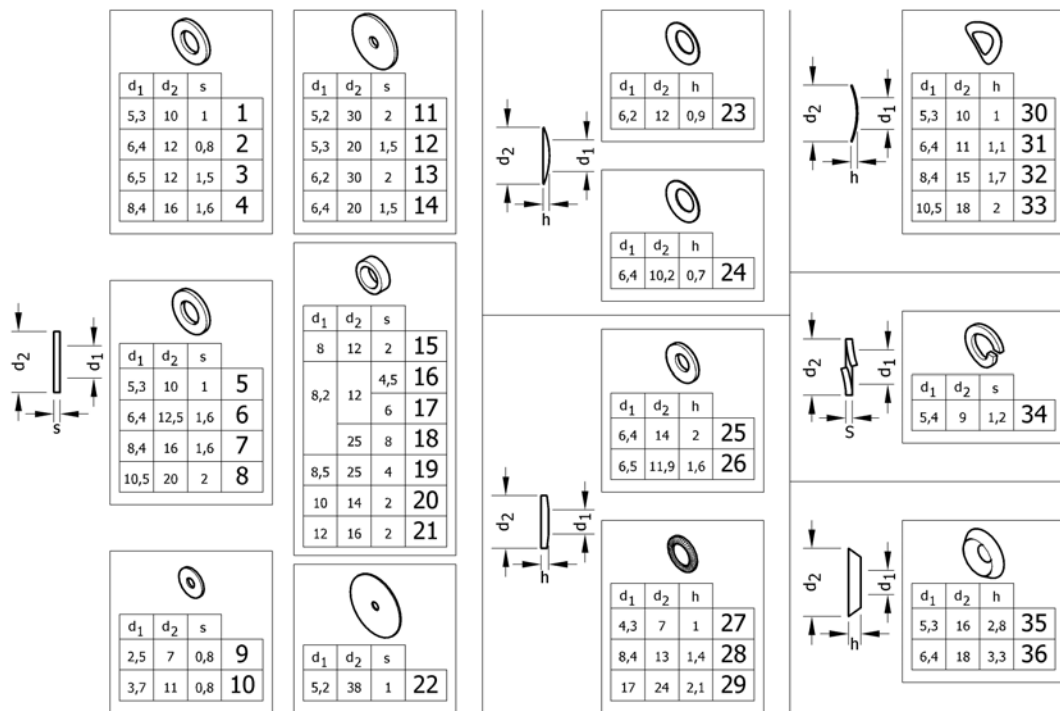 d2
d1
s
d1 d2 s
5,3 10 1 1
6,4 12 0,8 2
6,5 12 1,5 3
8,4 16 1,6 4
d1 d2 s
5,3 10 1 5
6,4 12,5 1,6 6
8,4 16 1,6 7
10,5 20 2 8
d1 d2 s
2,5 7 0,8 9
3,7 11 0,8 10
d1 d2 s
5,2 30 2 11
5,3 20 1,5 12
6,2 30 2 13
6,4 20 1,5 14
d1 d2 s
8 12 2 15
8,2 12 4,5 16
6 17
25 8 18
8,5 25 4 19
10 14 2 20
12 16 2 21
d1 d2 s
5,2 38 1 22
d2
d1
h
d1 d2 h
6,2 12 0,9 23
d1 d2 h
6,4 10,2 0,7 24
d2
d1
h
d1 d2 h
6,4 14 2 25
6,5 11,9 1,6 26
d1 d2 h
4,3 7 1 27
8,4 13 1,4 28
17 24 2,1 29
d2
d1
h
d1 d2 h
5,3 10 1 30
6,4 11 1,1 31
8,4 15 1,7 32
10,5 18 2 33
d2
d1
S
d1 d2 s
5,4 9 1,2 34
d2
d1
h
d1 d2 h
5,3 16 2,8 35
6,4 18 3,3 36